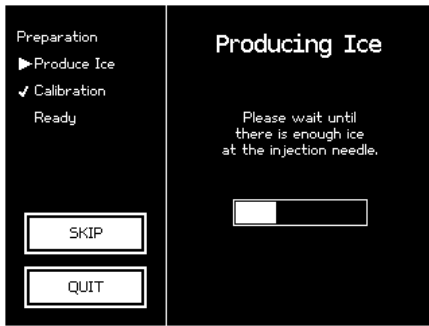 Preparation
▶Produce Ice
✓ Calibration
Ready
SKIP
QUIT
Producing Ice
Please wait until
there is enough ice
at the injection needle.